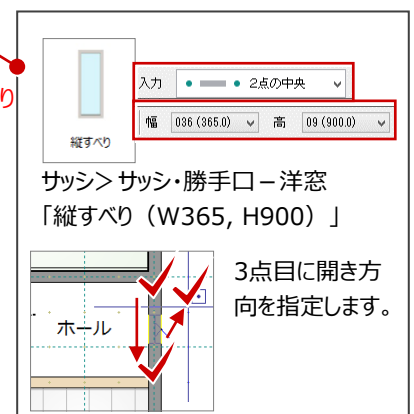 入力 2点の中央
り
幅 036 (365.0) 高 09 (900.0)
縦すべり
サッシ＞サッシ・勝手口－洋窓
「縦すべり（W365, H900）」
3点目に開き方
向を指定します。
ホール